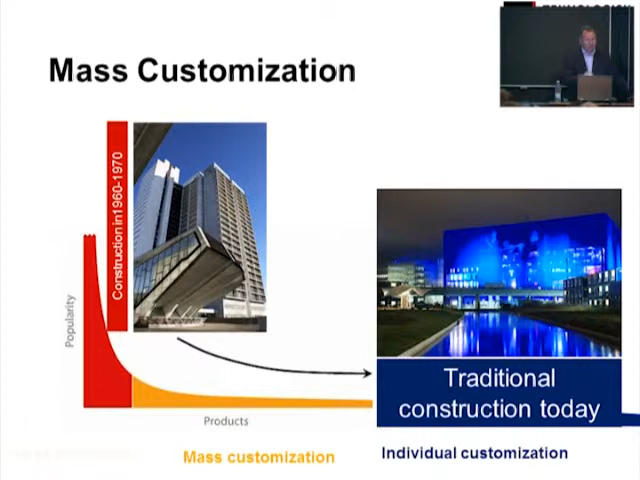 Mass Customization
Construction in 1960-1970
Popularity
Products
Traditional
construction today
Mass customization
Individual customization